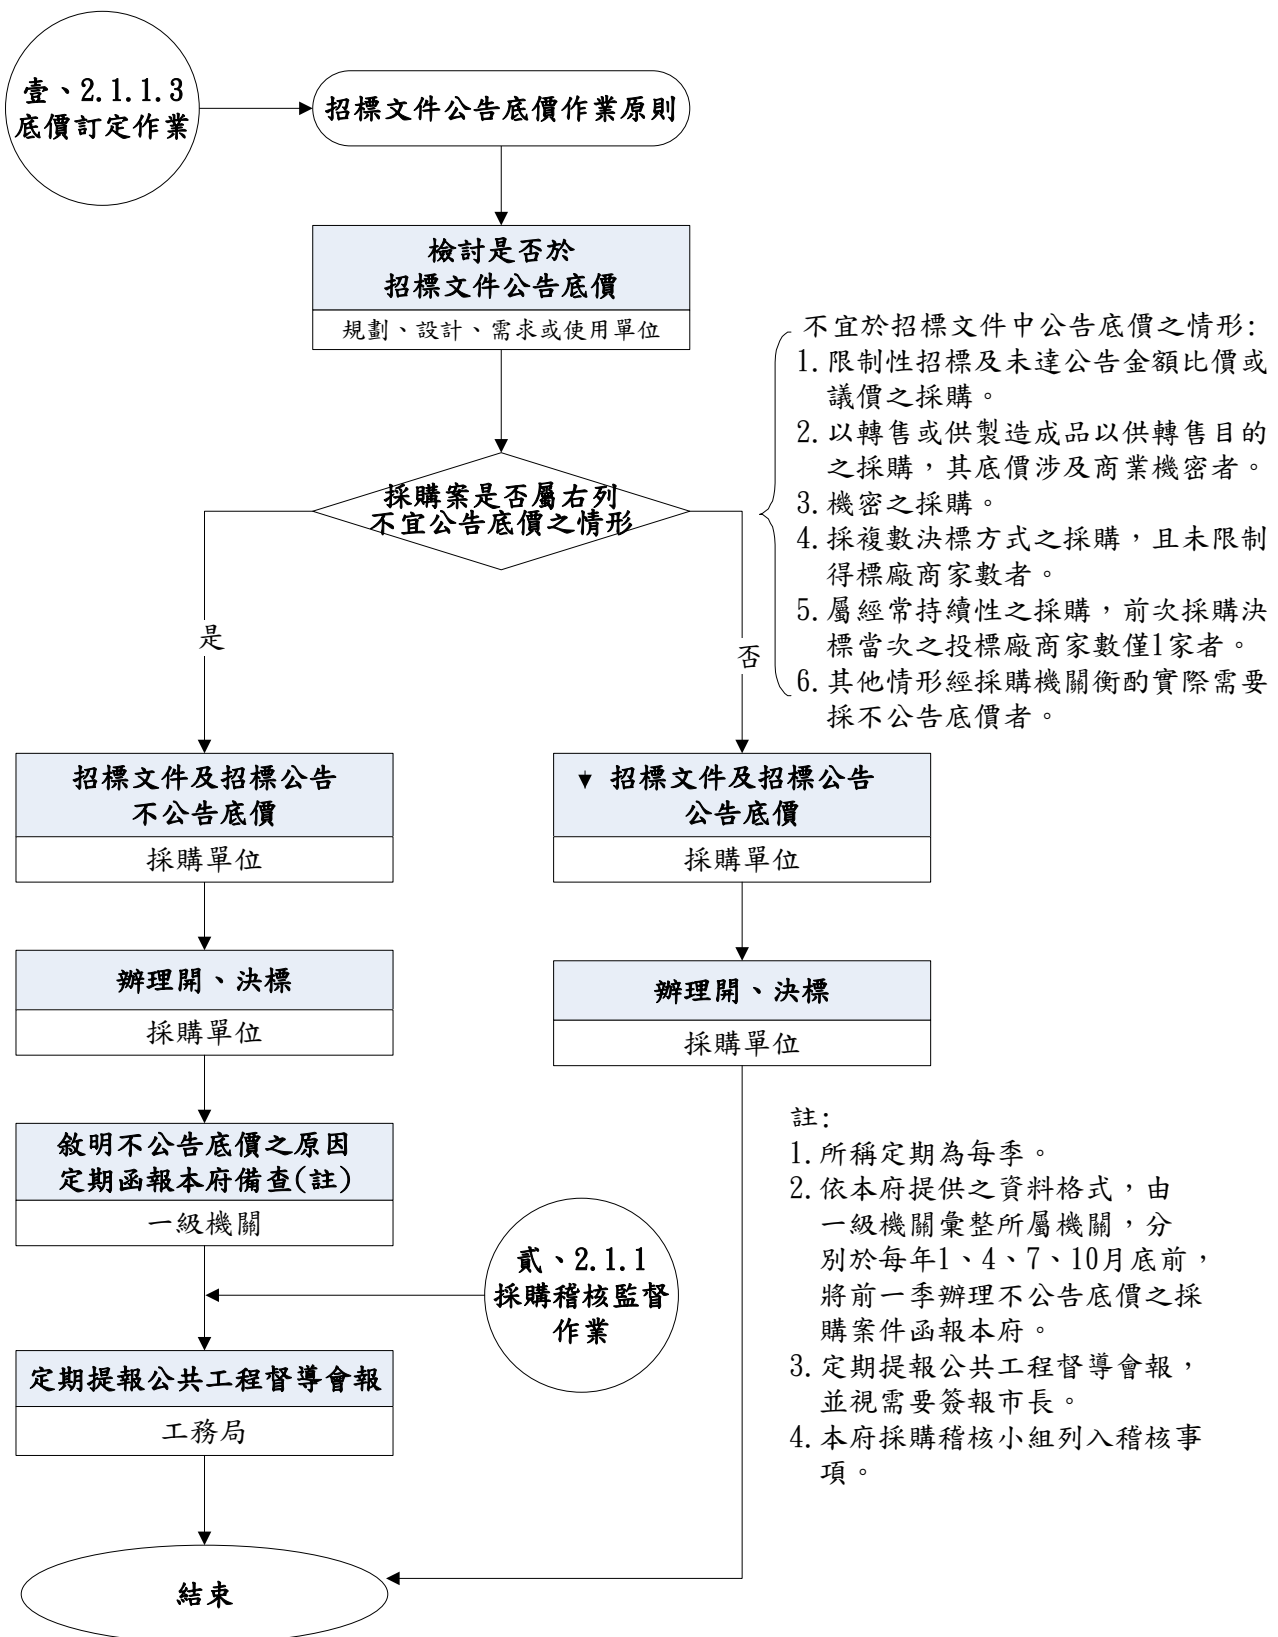 壹、2.1.1.3
底價訂定作業
招標文件公告底價作業原則
檢討是否於
招標文件公告底價
規劃、設計、需求或使用單位
不宜於招標文件中公告底價之情形:
1.限制性招標及未達公告金額比價或
議價之採購。
2.以轉售或供製造成品以供轉售目的
之採購，其底價涉及商業機密者。
3.機密之採購。
4.採複數決標方式之採購，且未限制
得標廠商家數者。
5.屬經常持續性之採購，前次採購決
標當次之投標廠商家數僅1家者。
6.其他情形經採購機關衡酌實際需要
採不公告底價者。
採購案是否屬右列
不宜公告底價之情形
是
否
招標文件及招標公告
不公告底價
採購單位
招標文件及招標公告
公告底價
採購單位
辦理開、決標
採購單位
辦理開、決標
採購單位
敘明不公告底價之原因
定期函報本府備查(註)
一級機關
貳、2.1.1
採購稽核監督
作業
定期提報公共工程督導會報
工務局
註:
1.所稱定期為每季。
2.依本府提供之資料格式，由
一級機關彙整所屬機關，分
別於每年1、4、7、10月底前，
將前一季辦理不公告底價之採
購案件函報本府。
3.定期提報公共工程督導會報，
並視需要簽報市長。
4.本府採購稽核小組列入稽核事
項。
結束